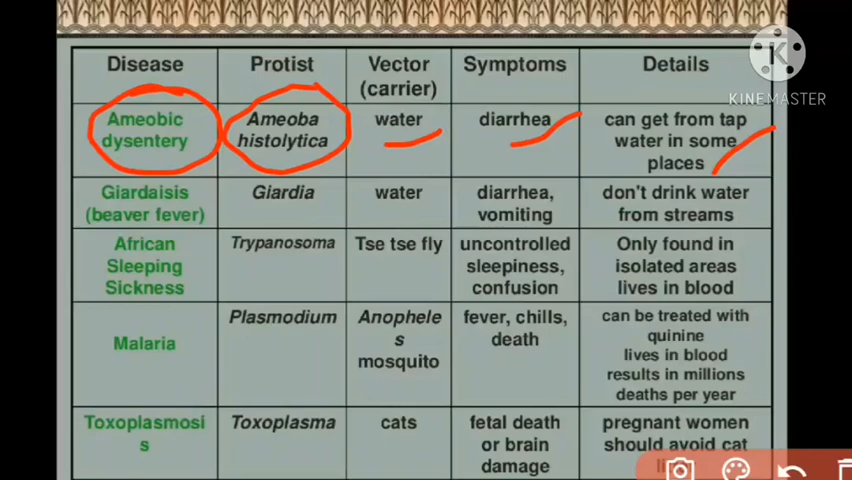 Disease
Protist
Vector
(carrier)
Symptoms
Details
Ameobic
dysentery
Ameoba
histolytica
water
diarrhea
can get from tap
water in some
places
Giardaisis
(beaver fever)
Giardia
water
diarrhea,
vomiting
don't drink water
from streams
African
Sleeping
Sickness
Trypanosoma
Tse tse fly
uncontrolled
sleepiness,
confusion
Only found in
isolated areas
lives in blood
Malaria
Plasmodium
Anophele
s
mosquito
fever, chills,
death
can be treated with
quinine
lives in blood
results in millions
deaths per year
Toxoplasmosi
s
Toxoplasma
cats
fetal death
or brain
damage
pregnant women
should avoid cat
K
KINEMASTER